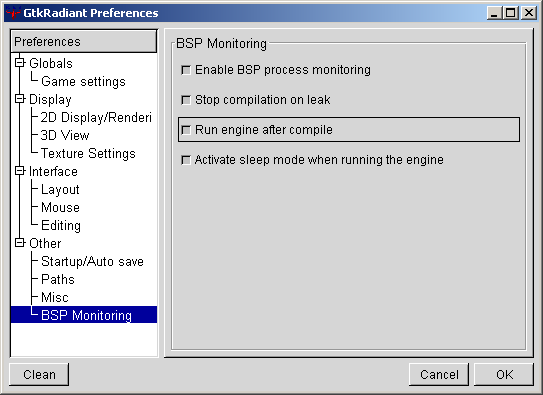 GtkRadiant Preferences
Preferences
Globals
Game settings
Display
2D Display/Renderi
3D View
Texture Settings
Interface
Layout
Mouse
Editing
Other
Startup/Auto save
Paths
Misc
BSP Monitoring
BSP Monitoring
Enable BSP process monitoring
Stop compilation on leak
Run engine after compile
Activate sleep mode when running the engine
Clean
Cancel
OK